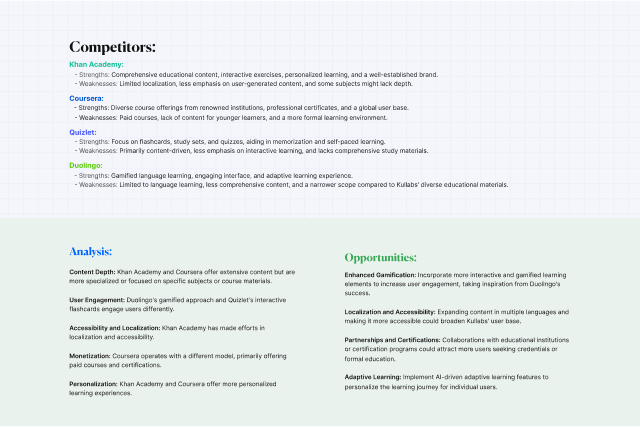 Competitors:
Khan Academy:
- Strengths: Comprehensive educational content, interactive exercises, personalized learning, and a well-established brand.
- Weaknesses: Limited localization, less emphasis on user-generated content, and some subjects might lack depth.
Coursera:
- Strengths: Diverse course offerings from renowned institutions, professional certificates, and a global user base.
- Weaknesses: Paid courses, lack of content for younger learners, and a more formal learning environment.
Quizlet:
- Strengths: Focus on flashcards, study sets, and quizzes, aiding in memorization and self-paced learning.
- Weaknesses: Primarily content-driven, less emphasis on interactive learning, and lacks comprehensive study materials.
Duolingo:
- Strengths: Gamified language learning, engaging interface, and adaptive learning experience.
- Weaknesses: Limited to language learning, less comprehensive content, and a narrower scope compared to Kullabs' diverse educational materials.
Analysis:
Content Depth: Khan Academy and Coursera offer extensive content but are
more specialized or focused on specific subjects or course materials.
User Engagement: Duolingo's gamified approach and Quizlet's interactive
flashcards engage users differently.
Accessibility and Localization: Khan Academy has made efforts in
localization and accessibility.
Monetization: Coursera operates with a different model, primarily offering
paid courses and certifications.
Personalization: Khan Academy and Coursera offer more personalized
learning experiences.
Opportunities:
Enhanced Gamification: Incorporate more interactive and gamified learning
elements to increase user engagement, taking inspiration from Duolingo's
success.
Localization and Accessibility: Expanding content in multiple languages and
making it more accessible could broaden Kullabs' user base.
Partnerships and Certifications: Collaborations with educational institutions
or certification programs could attract more users seeking credentials or
formal education.
Adaptive Learning: Implement AI-driven adaptive learning features to
personalize the learning journey for individual users.